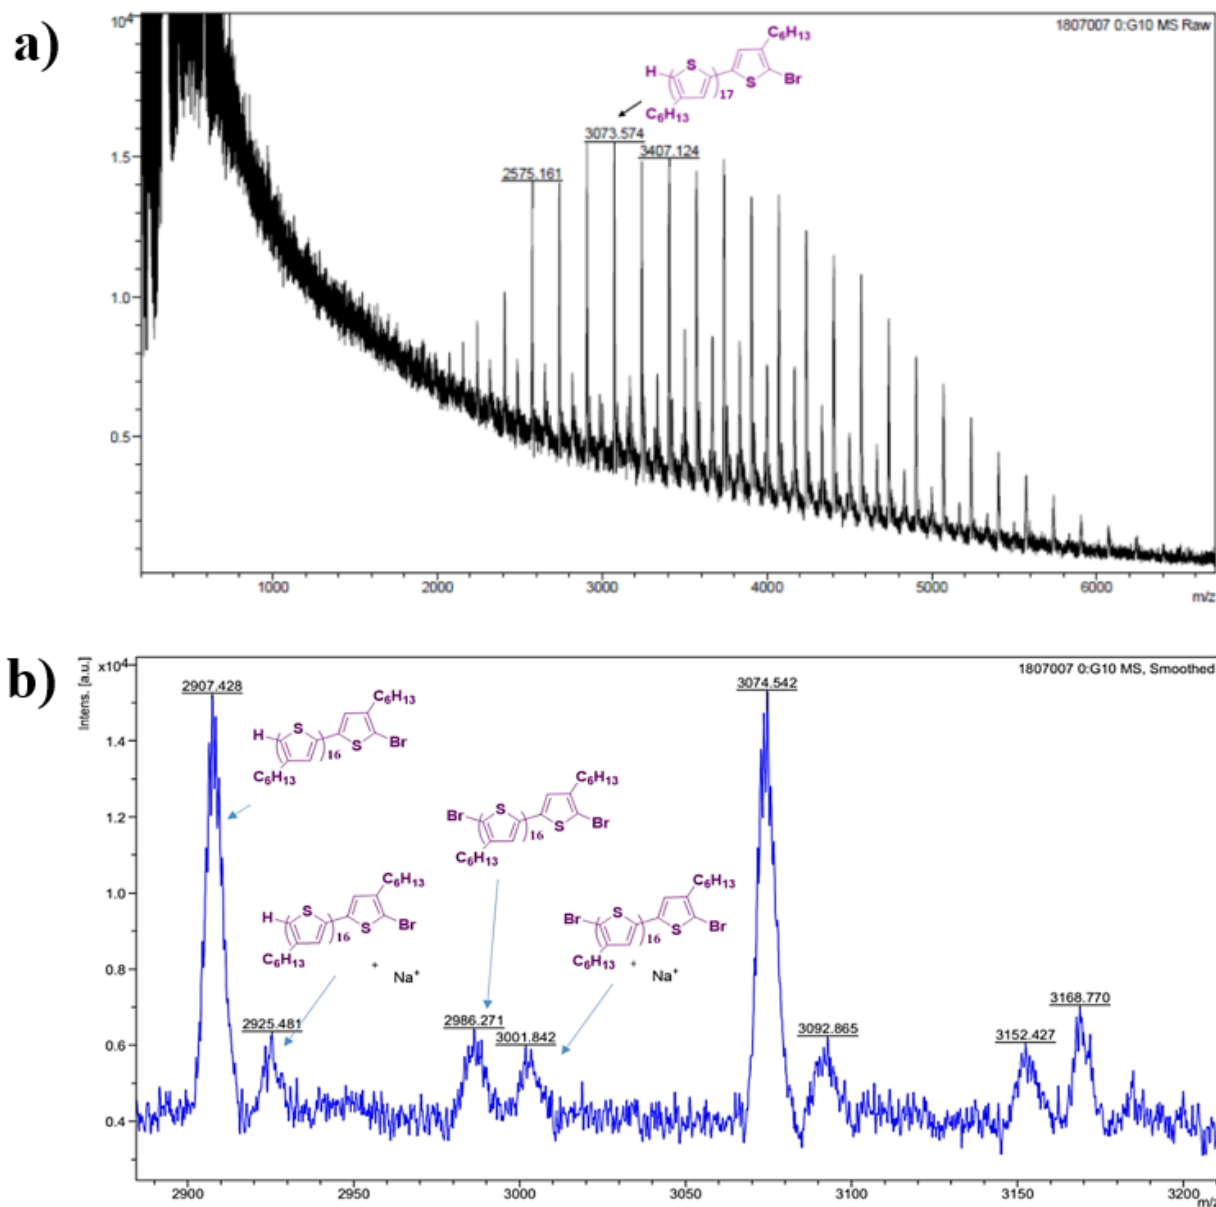 a)
10⁴
1807007 0:G10 MS Raw
C₆H₁₃
H
S
S
Br
17
C₆H₁₃
3073.574
3407.124
2575.161
1.5
1.0
0.5
1000
2000
3000
4000
5000
6000
m/z
b)
Intens. [a.u.]
x10⁴
1807007 0:G10 MS, Smoothed
2907.428
3074.542
C₆H₁₃
H
S
S
Br
16
C₆H₁₃
C₆H₁₃
Br
S
S
Br
16
C₆H₁₃
C₆H₁₃
H
S
S
Br
16
C₆H₁₃
+ Na⁺
C₆H₁₃
Br
S
S
Br
16
C₆H₁₃
+ Na⁺
2925.481
2986.271
3001.842
3092.865
3152.427
3168.770
1.4
1.2
1.0
0.8
0.6
0.4
2900
2950
3000
3050
3100
3150
3200
m/z